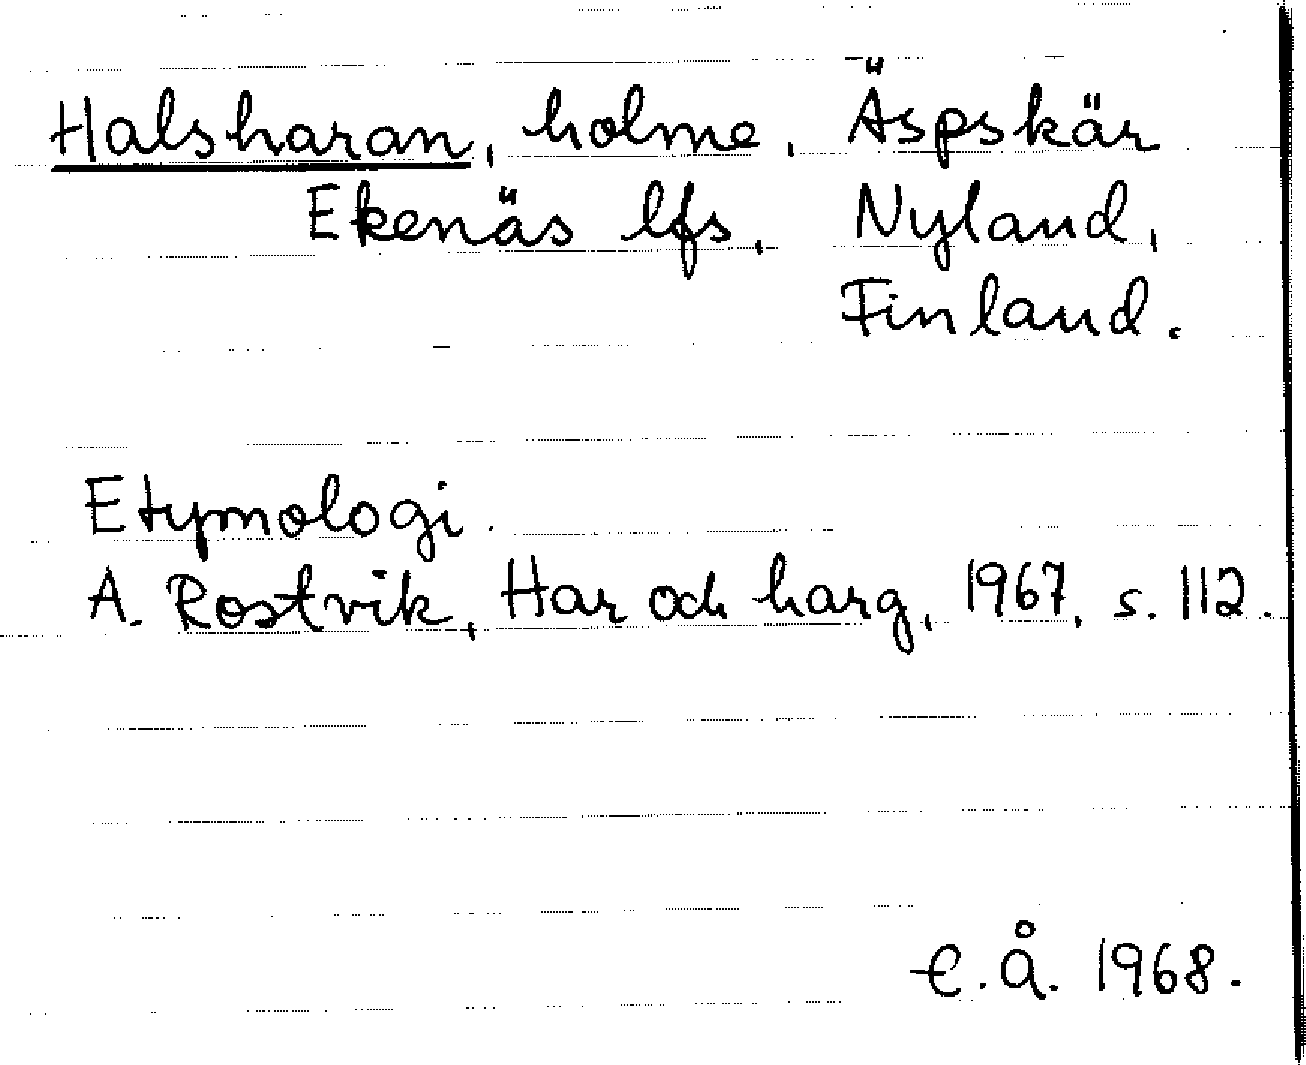 Halsharan, holme, Äspskär
Ekenäs lfs, Nyland,
Finland.
Etymologi.
A. Rostvik, Har och harg, 1967, s. 112.
E.Å. 1968.